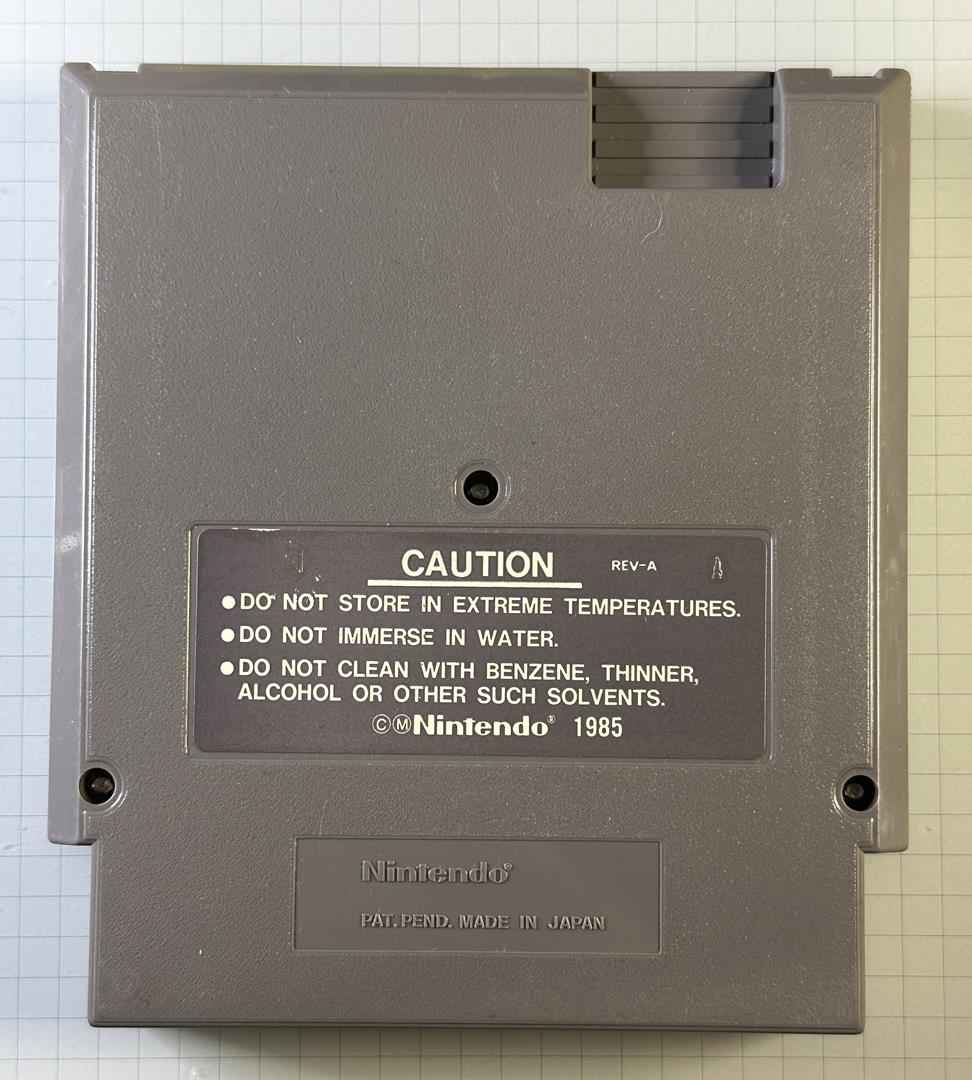 CAUTION REV-A A
●DO NOT STORE IN EXTREME TEMPERATURES.
●DO NOT IMMERSE IN WATER.
●DO NOT CLEAN WITH BENZENE, THINNER,
ALCOHOL OR OTHER SUCH SOLVENTS.
ⒸⓂNintendo® 1985
Nintendo®
PAT. PEND. MADE IN JAPAN